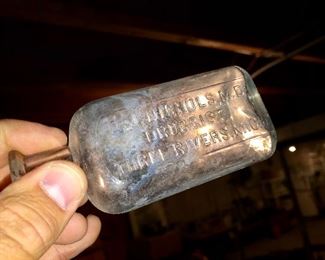 NICHOLS, M.D.
DRUGGIST
THREE RIVERS, MICH.